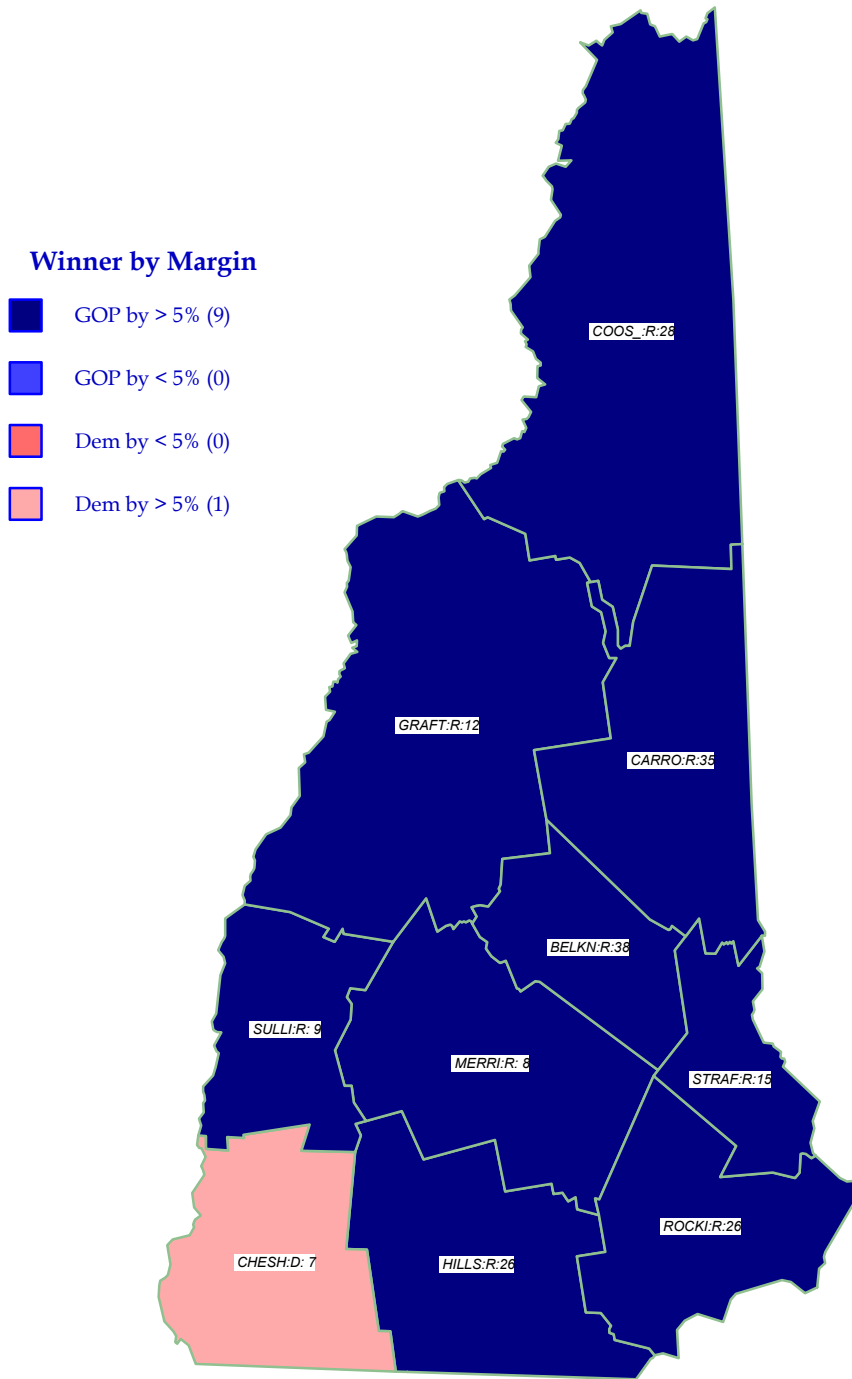 Winner by Margin
GOP by > 5% (9)
GOP by < 5% (0)
Dem by < 5% (0)
Dem by > 5% (1)
COOS_:R:28
GRAFT:R:12
CARRO:R:35
BELKN:R:38
SULLI:R: 9
MERRI:R: 8
STRAF:R:15
ROCKI:R:26
CHESH:D: 7
HILLS:R:26